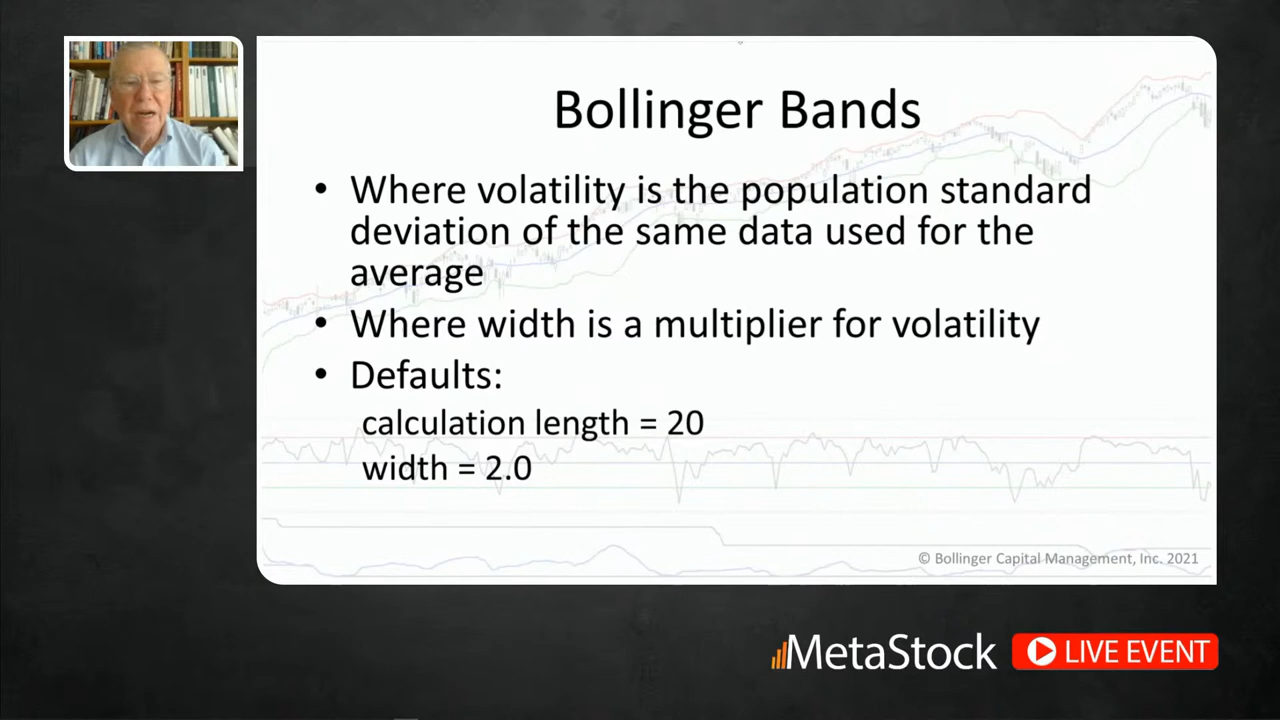 Bollinger Bands
• Where volatility is the population standard
deviation of the same data used for the
average
• Where width is a multiplier for volatility
• Defaults:
calculation length = 20
width = 2.0
© Bollinger Capital Management, Inc. 2021
MetaStock LIVE EVENT